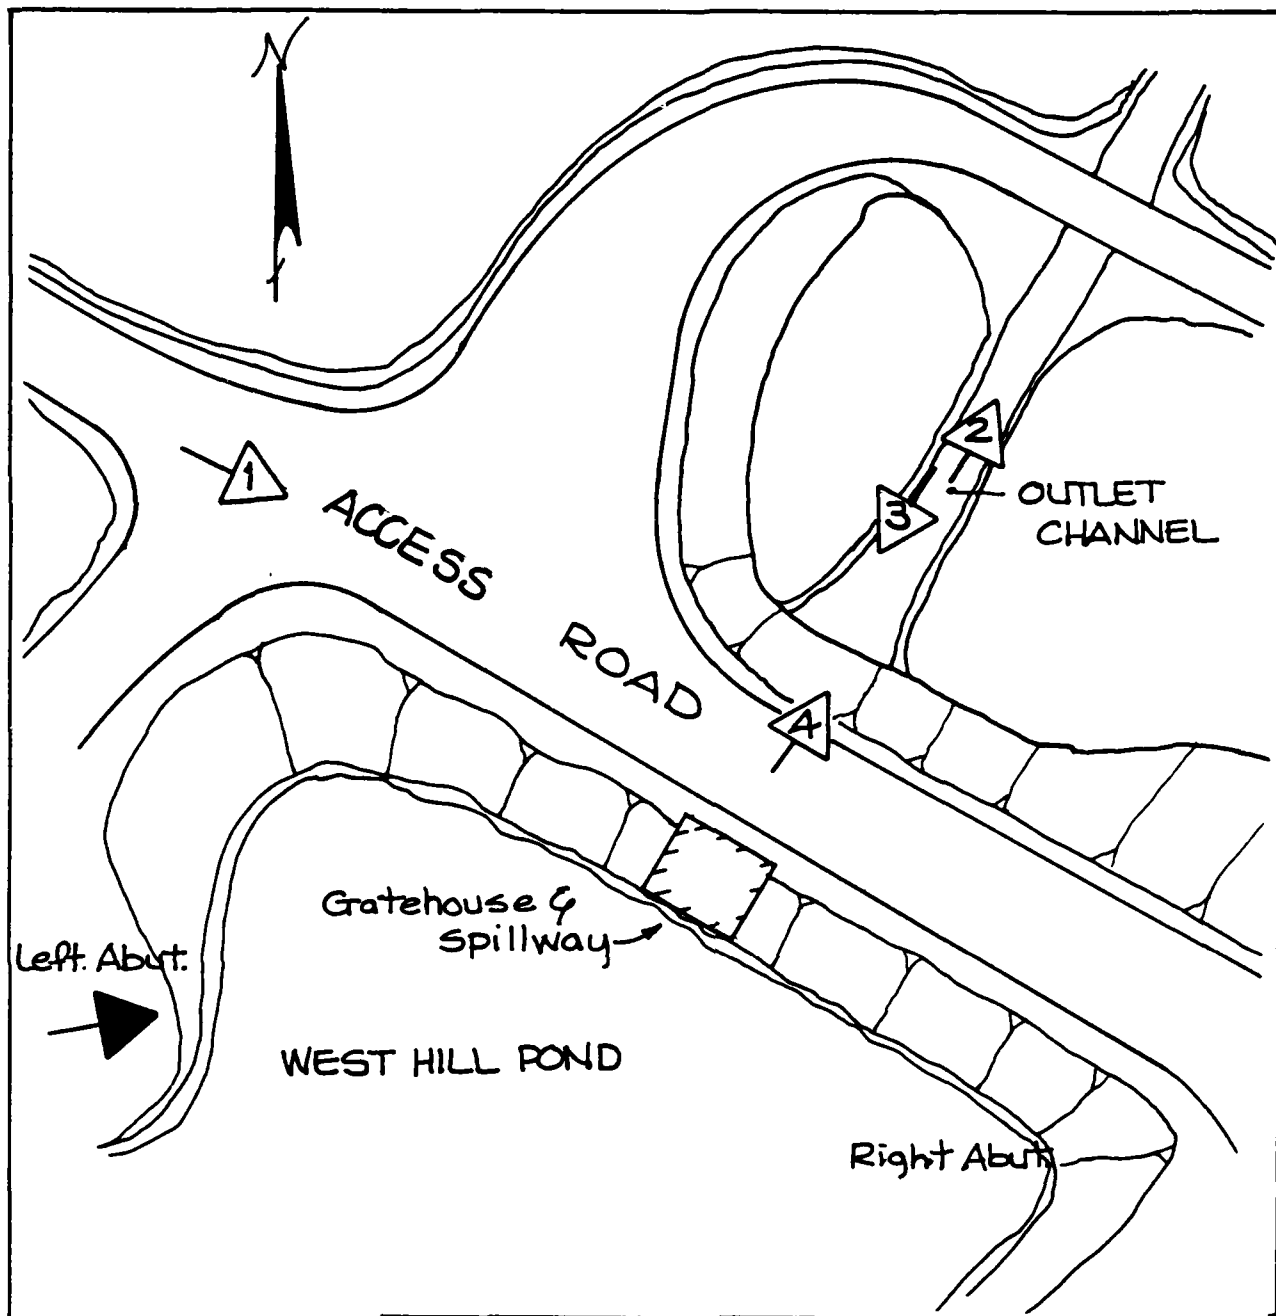 N
1
ACCESS
ROAD
2
3
OUTLET
CHANNEL
4
Gatehouse &
Spillway
Left Abut.
WEST HILL POND
Right Abut.